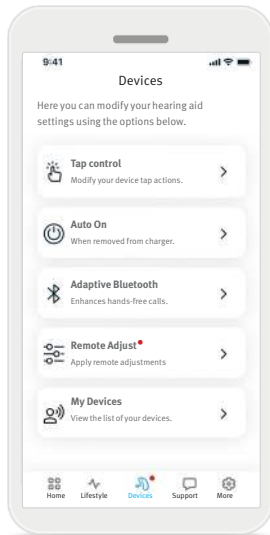 9:41
Devices
Here you can modify your hearing aid
settings using the options below.
Tap control
Modify your device tap actions.
Auto On
When removed from charger.
Adaptive Bluetooth
Enhances hands-free calls.
Remote Adjust
Apply remote adjustments
My Devices
View the list of your devices.
Home Lifestyle Devices Support More